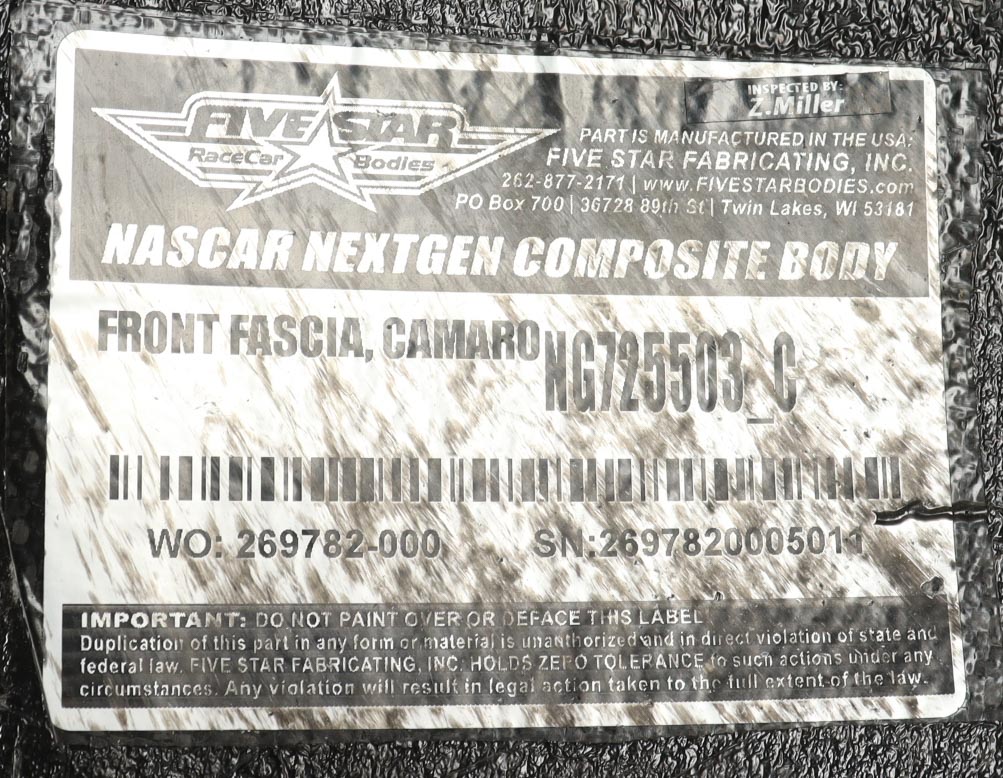 INSPECTED BY:
Z.Miller
FIVE STAR
RaceCar Bodies
PART IS MANUFACTURED IN THE USA:
FIVE STAR FABRICATING, INC.
262-877-2171 | www.FIVESTARBODIES.com
PO Box 700 | 36728 89th St | Twin Lakes, WI 53181
NASCAR NEXTGEN COMPOSITE BODY
FRONT FASCIA, CAMARO
NG725503_C
WO: 269782-000
SN:2697820005011
IMPORTANT: DO NOT PAINT OVER OR DEFACE THIS LABEL
Duplication of this part in any form or material is unauthorized and in direct violation of state and
federal law. FIVE STAR FABRICATING, INC. HOLDS ZERO TOLERANCE to such actions under any
circumstances. Any violation will result in legal action taken to the full extent of the law.